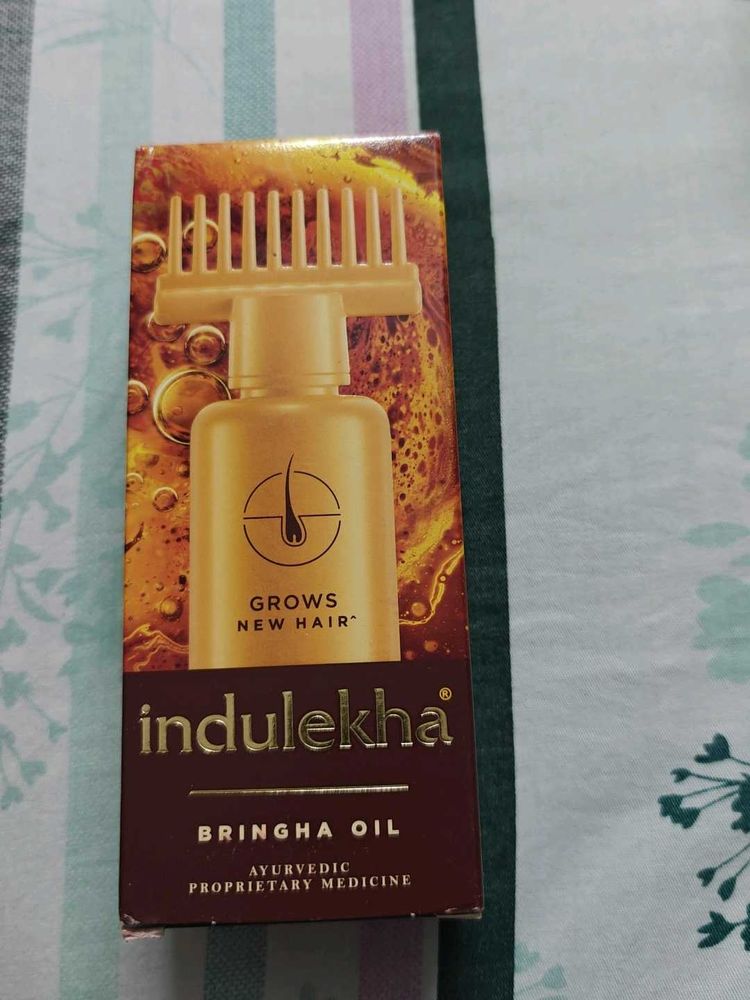 GROWS
NEW HAIR^
indulekha®
BRINGHA OIL
AYURVEDIC
PROPRIETARY MEDICINE